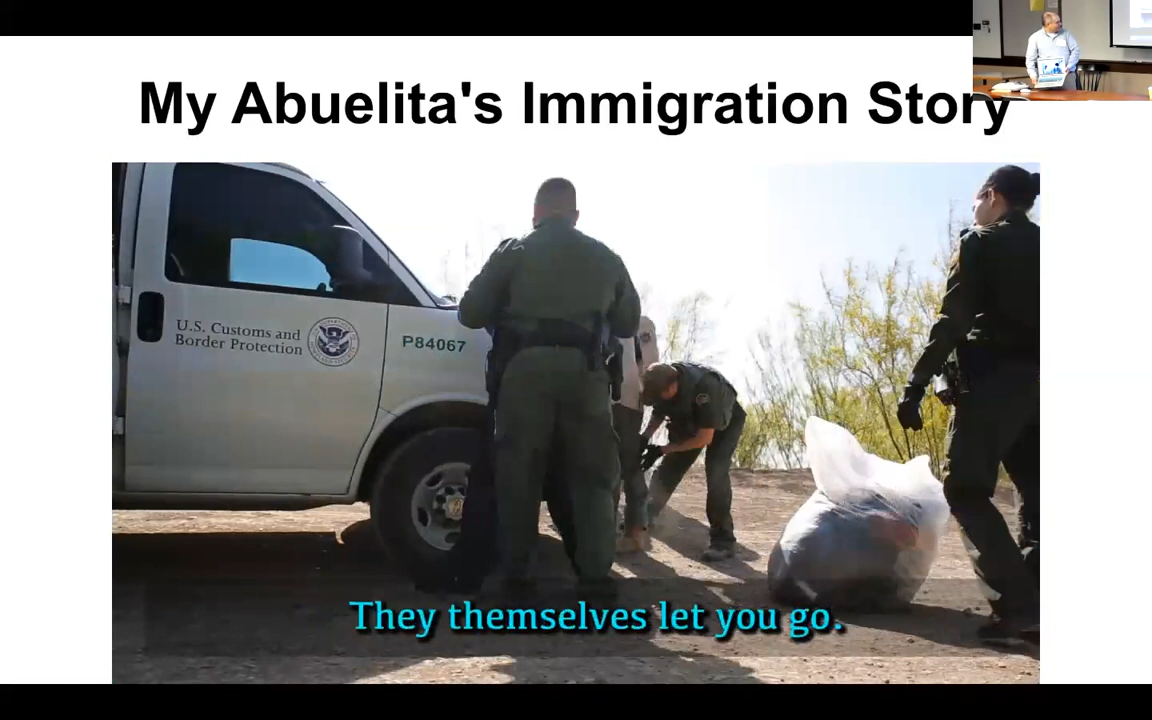 My Abuelita's Immigration Story
U.S. Customs and
Border Protection
P84067
They themselves let you go.